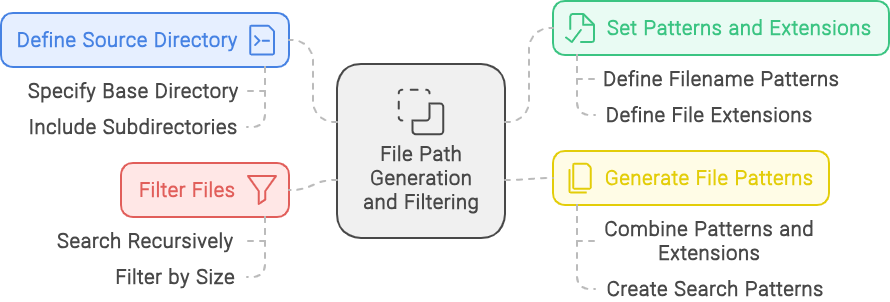 Define Source Directory
Specify Base Directory
Include Subdirectories
Filter Files
Search Recursively
Filter by Size
File Path
Generation
and Filtering
Set Patterns and Extensions
Define Filename Patterns
Define File Extensions
Generate File Patterns
Combine Patterns and
Extensions
Create Search Patterns